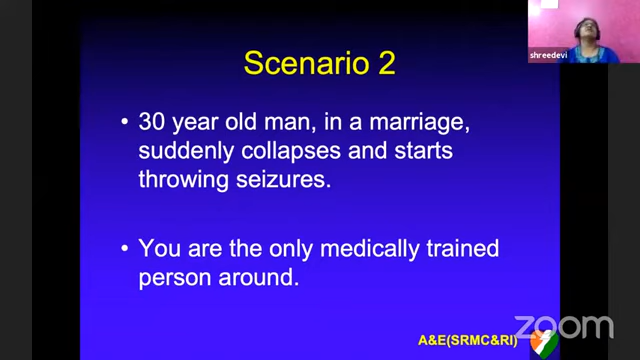 shreedevi
Scenario 2
• 30 year old man, in a marriage,
suddenly collapses and starts
throwing seizures.
• You are the only medically trained
person around.
zoom
A&E(SRMC&RI)